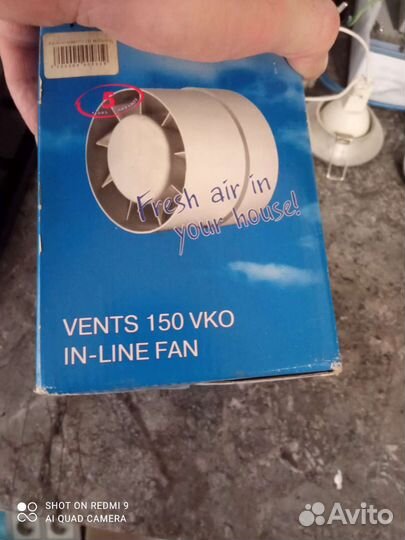 5
Fresh air in
your house!
VENTS 150 VKO
IN-LINE FAN
SHOT ON REDMI 9
AI QUAD CAMERA
Avito